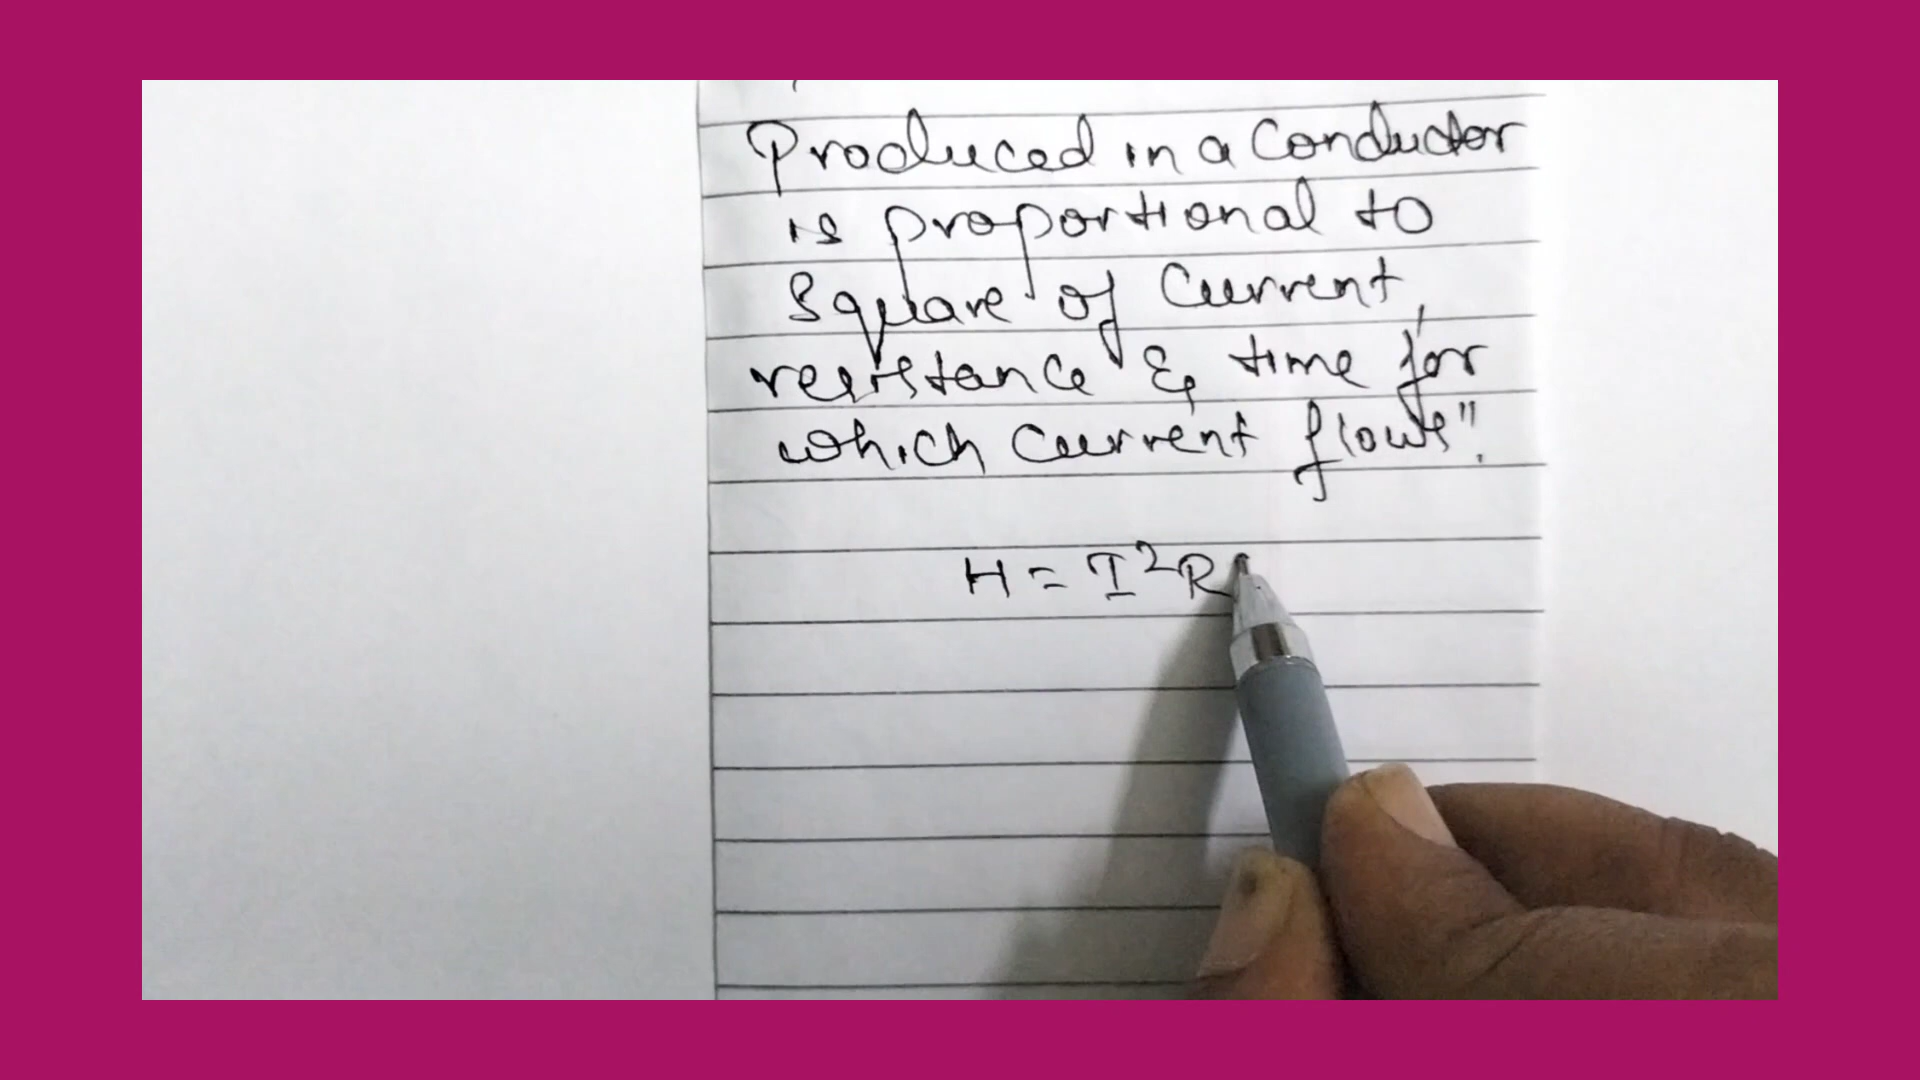 Produced in a Conductor
is proportional to
Square of Current,
resistance & time for
which Current flows".
H = I²R